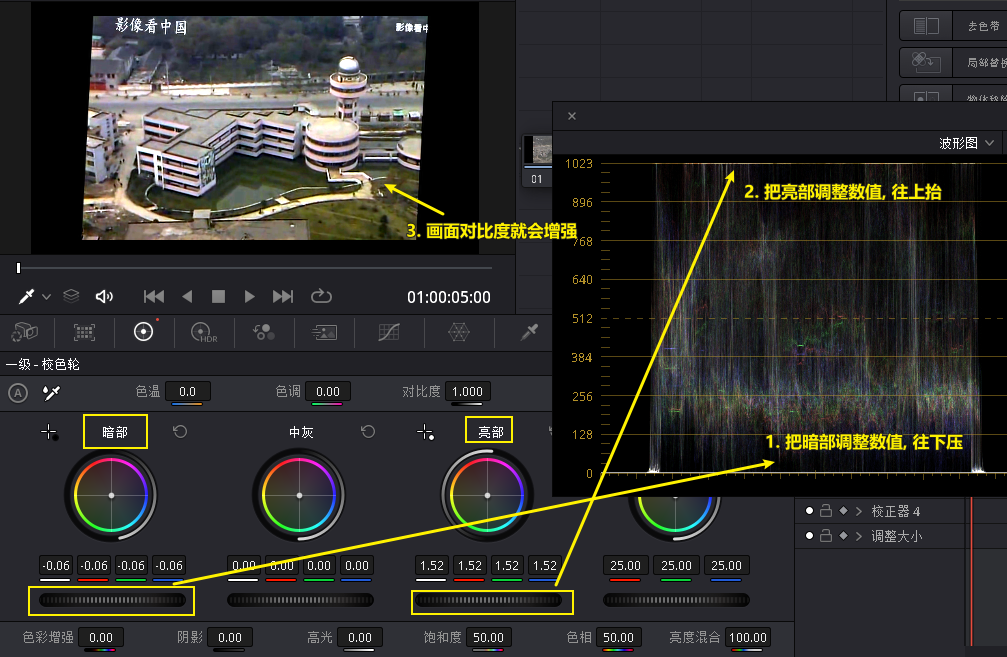 影像看中国
影像看中
去色带
局部替换
物体移除
01
波形图
1023
896
768
640
512
384
256
128
0
2. 把亮部调整数值, 往上抬
3. 画面对比度就会增强
1. 把暗部调整数值, 往下压
01:00:05:00
HDR
一级 - 校色轮
A
色温 0.0
色调 0.00
对比度 1.000
暗部
中灰
亮部
-0.06 -0.06 -0.06 -0.06
0.00 0.00 0.00 0.00
1.52 1.52 1.52 1.52
25.00 25.00 25.00
校正器 4
调整大小
色彩增强 0.00
阴影 0.00
高光 0.00
饱和度 50.00
色相 50.00
亮度混合 100.00